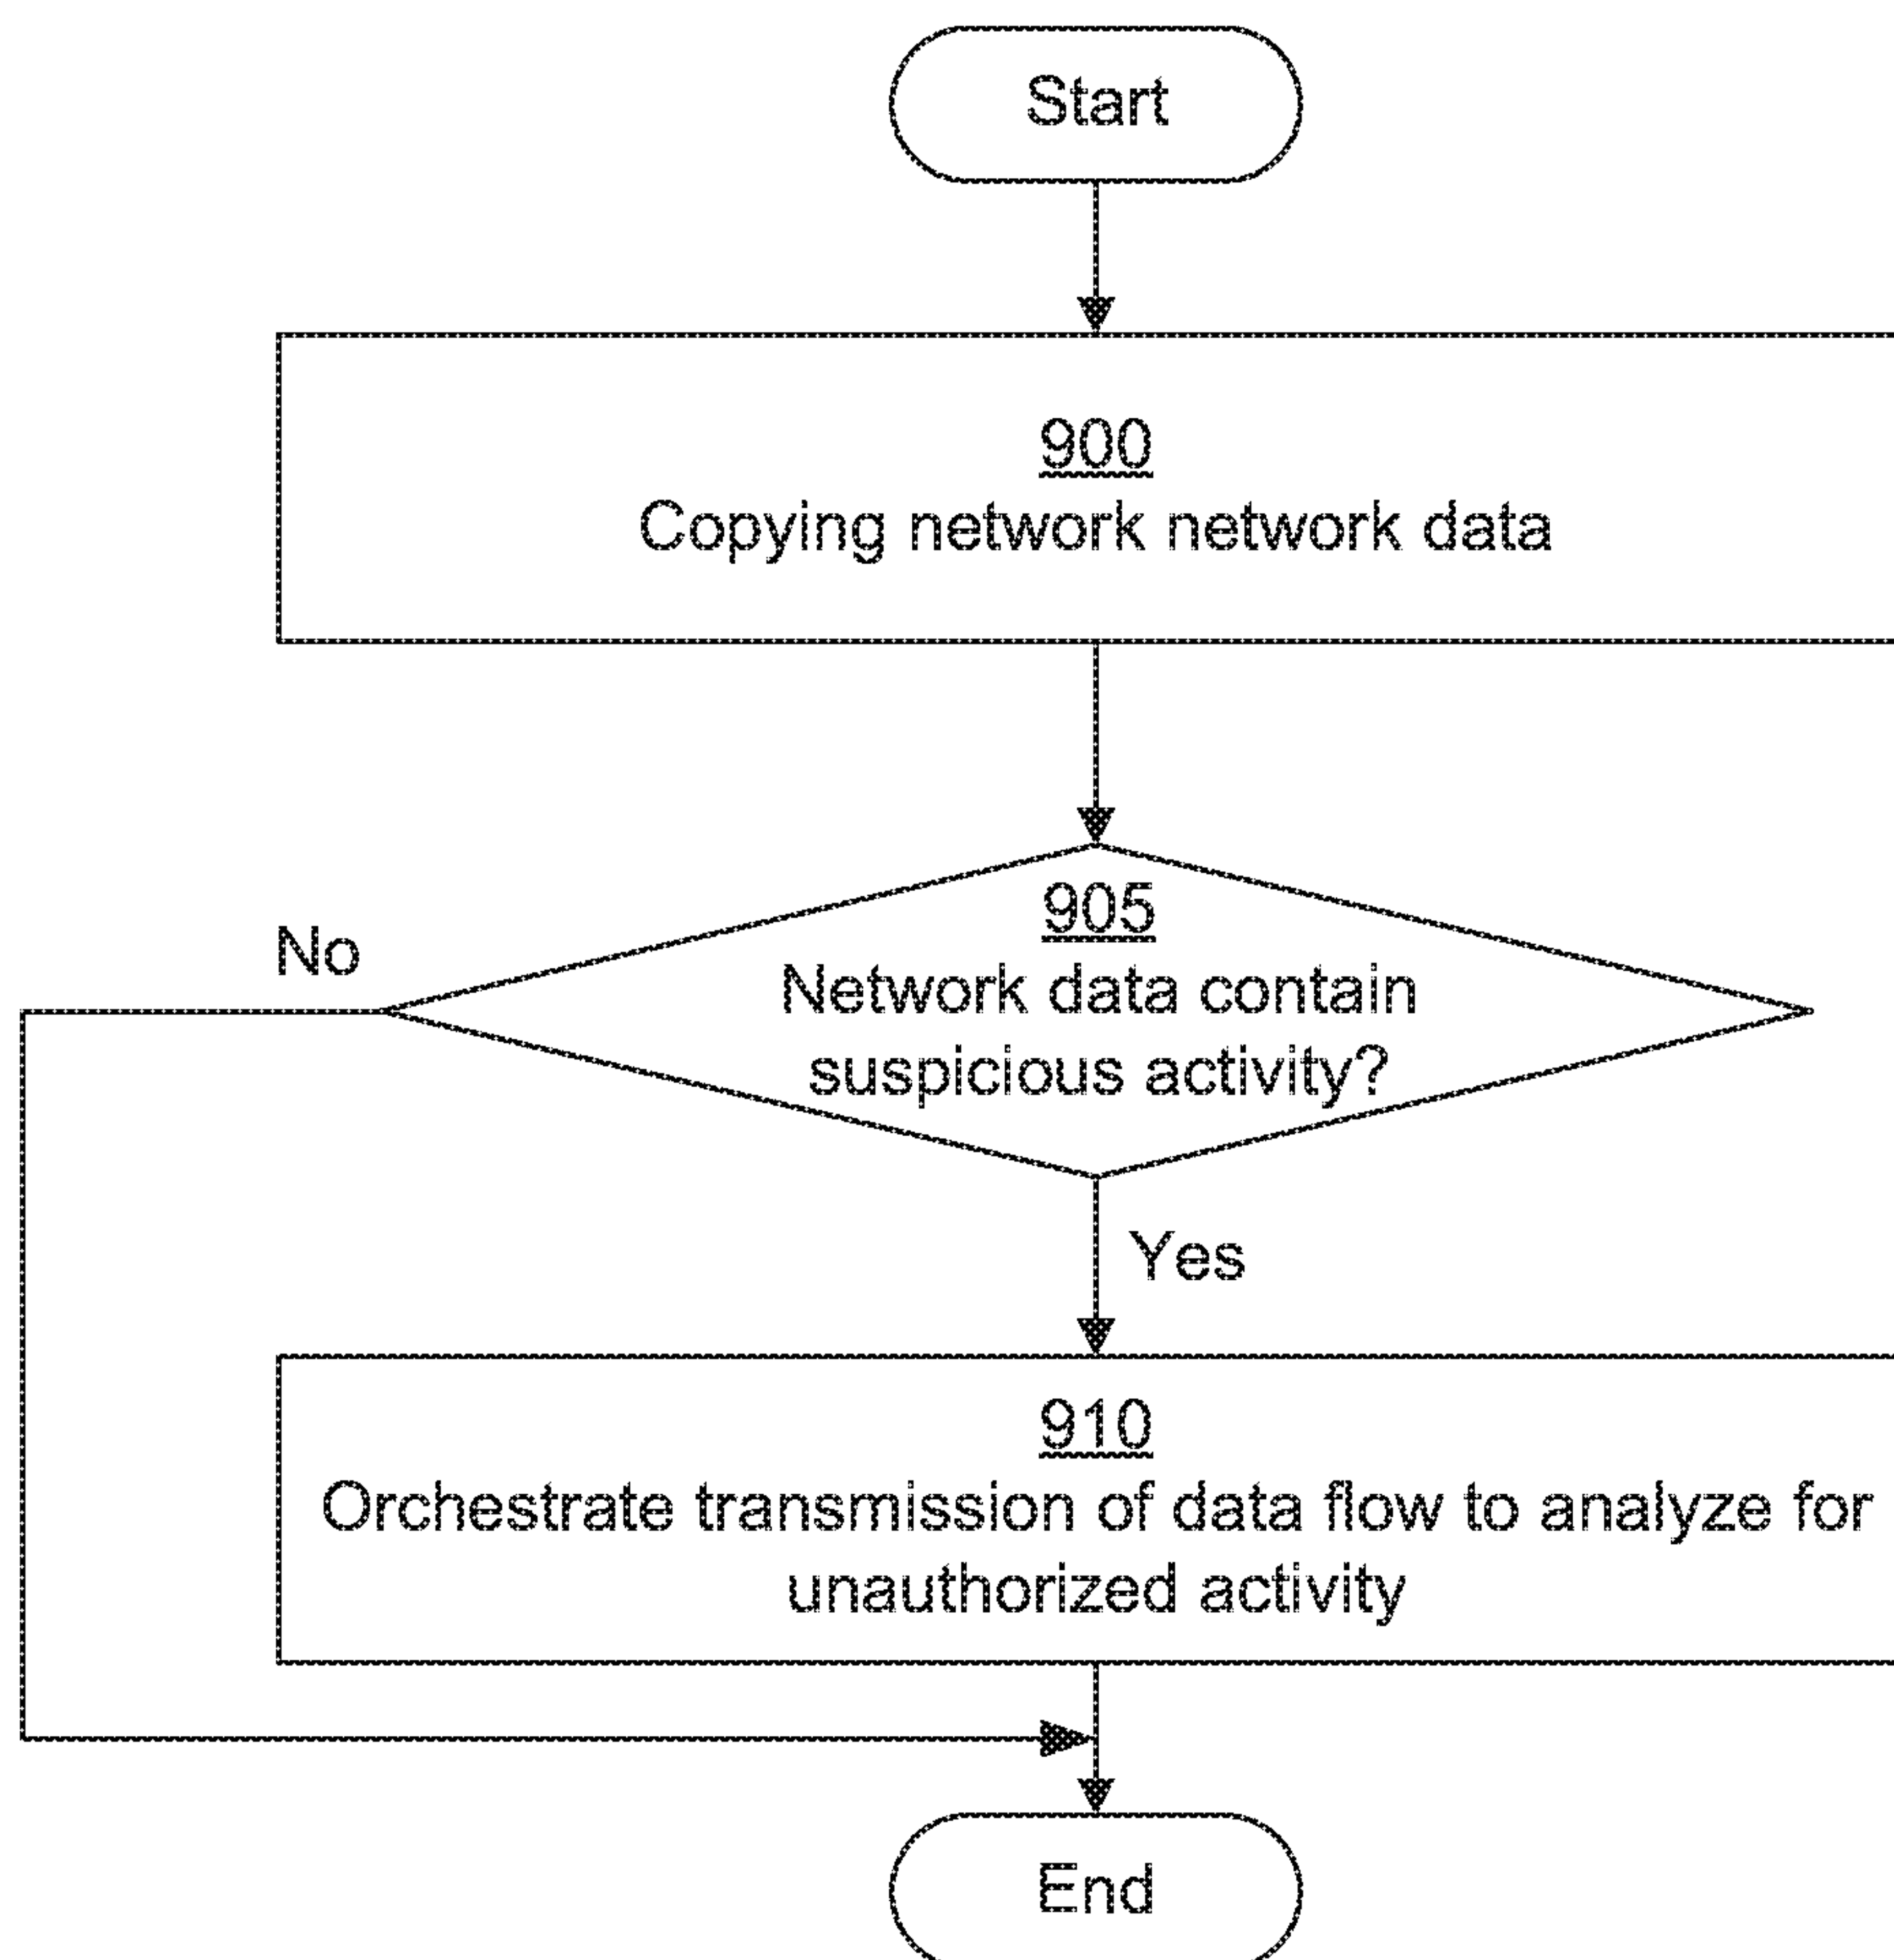 Start
900
Copying network network data
905
Network data contain
suspicious activity?
No
Yes
910
Orchestrate transmission of data flow to analyze for
unauthorized activity
End